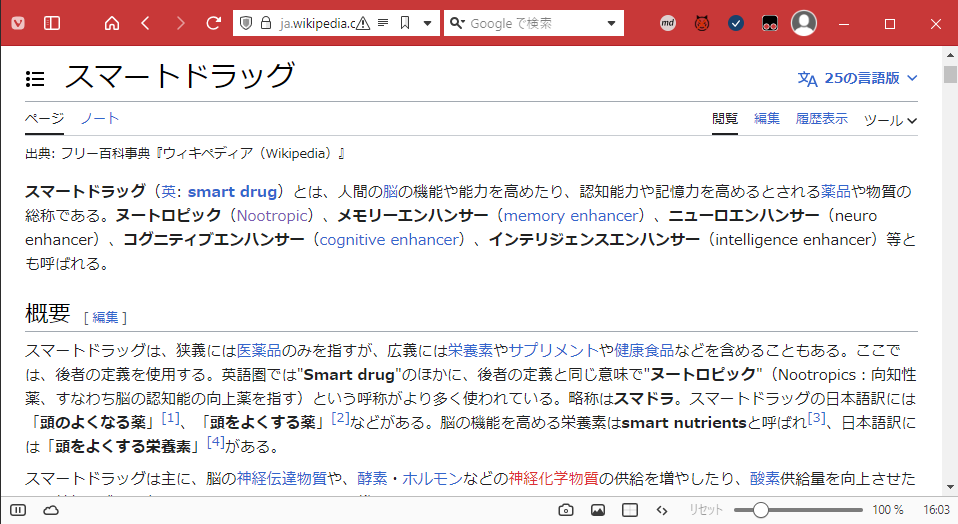 ja.wikipedia.c
Google で検索
md
スマートドラッグ
文A 25の言語版
ページ ノート 閲覧 編集 履歴表示 ツール
出典: フリー百科事典『ウィキペディア（Wikipedia）』
スマートドラッグ（英: smart drug）とは、人間の脳の機能や能力を高めたり、認知能力や記憶力を高めるとされる薬品や物質の
総称である。ヌートロピック（Nootropic）、メモリーエンハンサー（memory enhancer）、ニューロエンハンサー（neuro
enhancer）、コグニティブエンハンサー（cognitive enhancer）、インテリジェンスエンハンサー（intelligence enhancer）等と
も呼ばれる。
概要 [ 編集 ]
スマートドラッグは、狭義には医薬品のみを指すが、広義には栄養素やサプリメントや健康食品などを含めることもある。ここで
は、後者の定義を使用する。英語圏では"Smart drug"のほかに、後者の定義と同じ意味で"ヌートロピック"（Nootropics：向知性
薬、すなわち脳の認知能の向上薬を指す）という呼称がより多く使われている。略称はスマドラ。スマートドラッグの日本語訳には
「頭のよくなる薬」[1]、「頭をよくする薬」[2]などがある。脳の機能を高める栄養素はsmart nutrientsと呼ばれ[3]、日本語訳に
は「頭をよくする栄養素」[4]がある。
スマートドラッグは主に、脳の神経伝達物質や、酵素・ホルモンなどの神経化学物質の供給を増やしたり、酸素供給量を向上させた
リセット 100 % 16:03